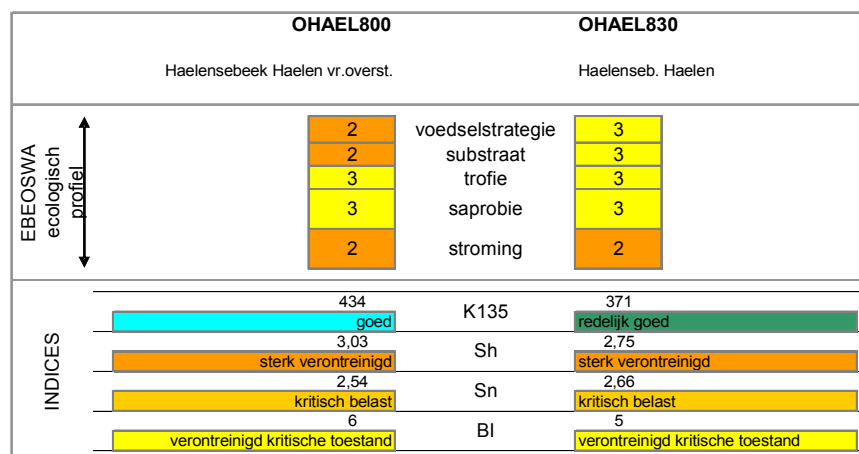 OHAEL800 OHAEL830
Haelensebeek Haelen vr.overst. Haelenseb. Haelen
EBEOSWA
ecologisch
profiel
2 voedselstrategie 3
2 substraat 3
3 trofie 3
3 saprobie 3
2 stroming 2
INDICES
434 K135 371
goed redelijk goed
3,03 Sh 2,75
sterk verontreinigd sterk verontreinigd
2,54 Sn 2,66
kritisch belast kritisch belast
6 BI 5
verontreinigd kritische toestand verontreinigd kritische toestand